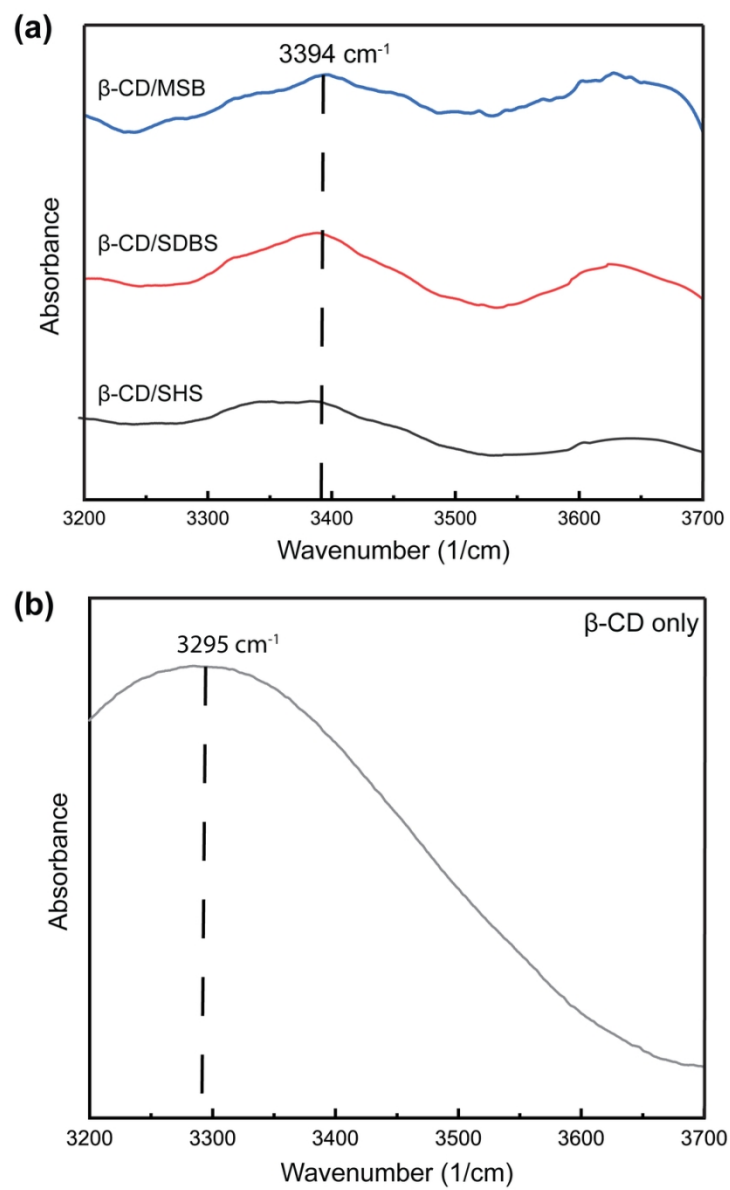 (a)
3394 cm⁻¹
β-CD/MSB
β-CD/SDBS
β-CD/SHS
Absorbance
3200 3300 3400 3500 3600 3700
Wavenumber (1/cm)
(b)
β-CD only
3295 cm⁻¹
Absorbance
3200 3300 3400 3500 3600 3700
Wavenumber (1/cm)